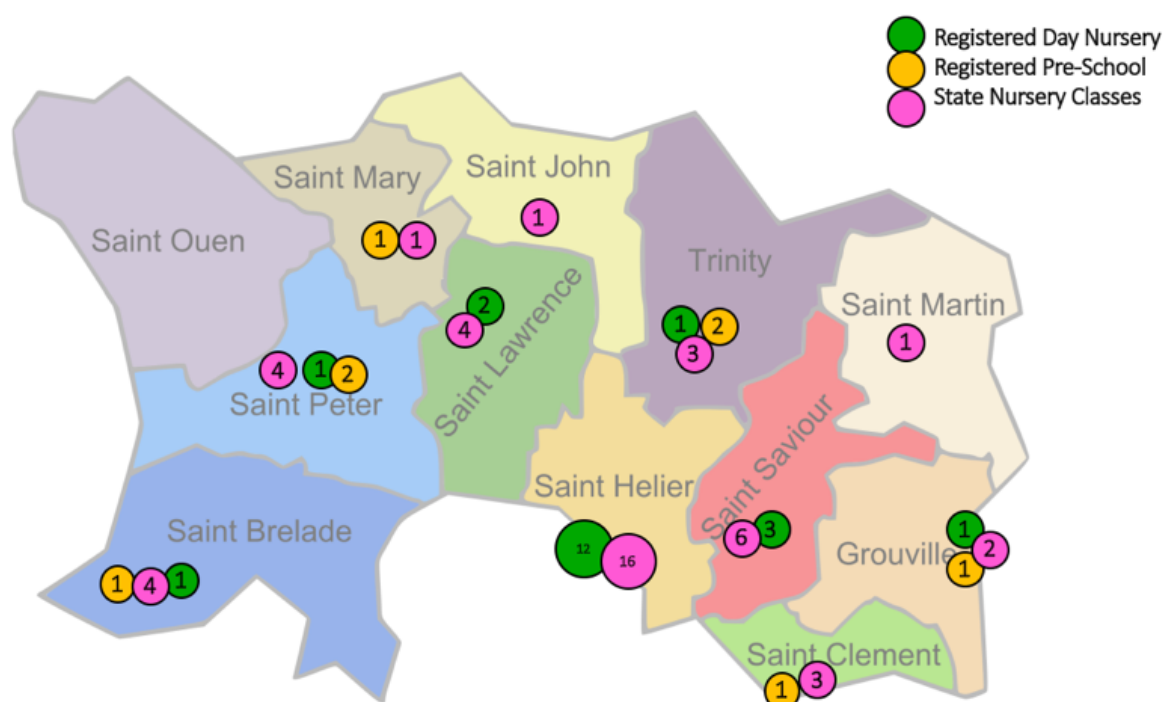 Registered Day Nursery
Registered Pre-School
State Nursery Classes
Saint John
Saint Mary
1
1 1
Saint Ouen
Trinity
2
4
Saint Lawrence
Saint Martin
1 2
3
1
4 1 2
Saint Peter
Saint Saviour
Saint Helier
12 16
6 3
Grouville
1
2
1
Saint Brelade
1 4 1
Saint Clement
1 3